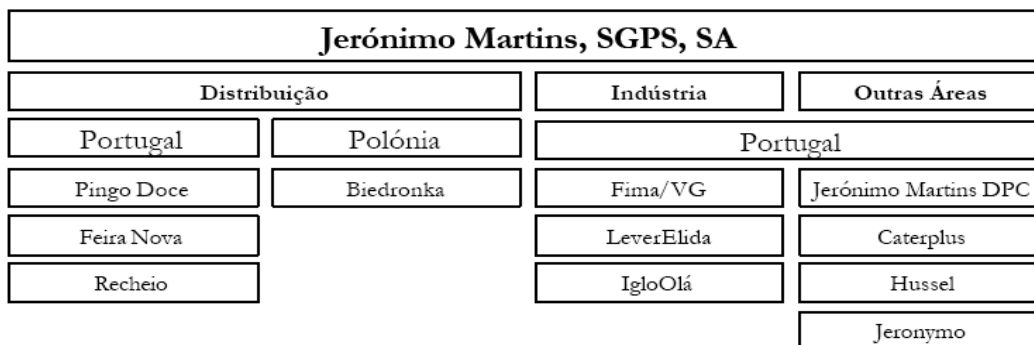 Jerónimo Martins, SGPS, SA
Distribuição Indústria Outras Áreas
Portugal Polónia Portugal
Pingo Doce Biedronka Fima/VG Jerónimo Martins DPC
Feira Nova LeverElida Caterplus
Recheio IgloOlá Hussel
Jeronymo